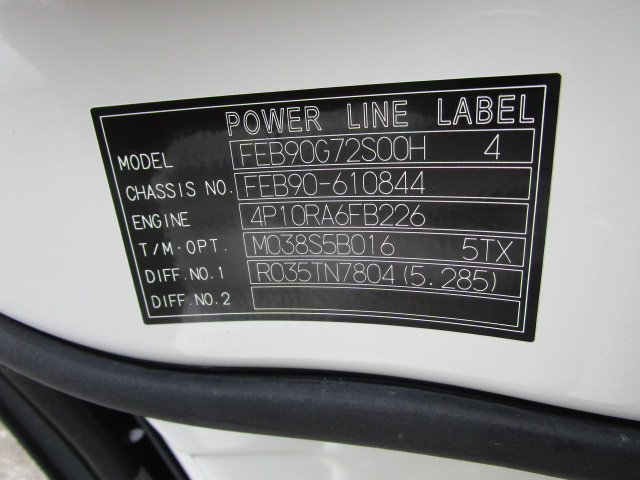 POWER LINE LABEL
MODEL FEB90G72S00H 4
CHASSIS NO. FEB90-610844
ENGINE 4P10RA6FB226
T/M·OPT. M038S5B016 5TX
DIFF.NO.1 R035TN7804(5.285)
DIFF.NO.2